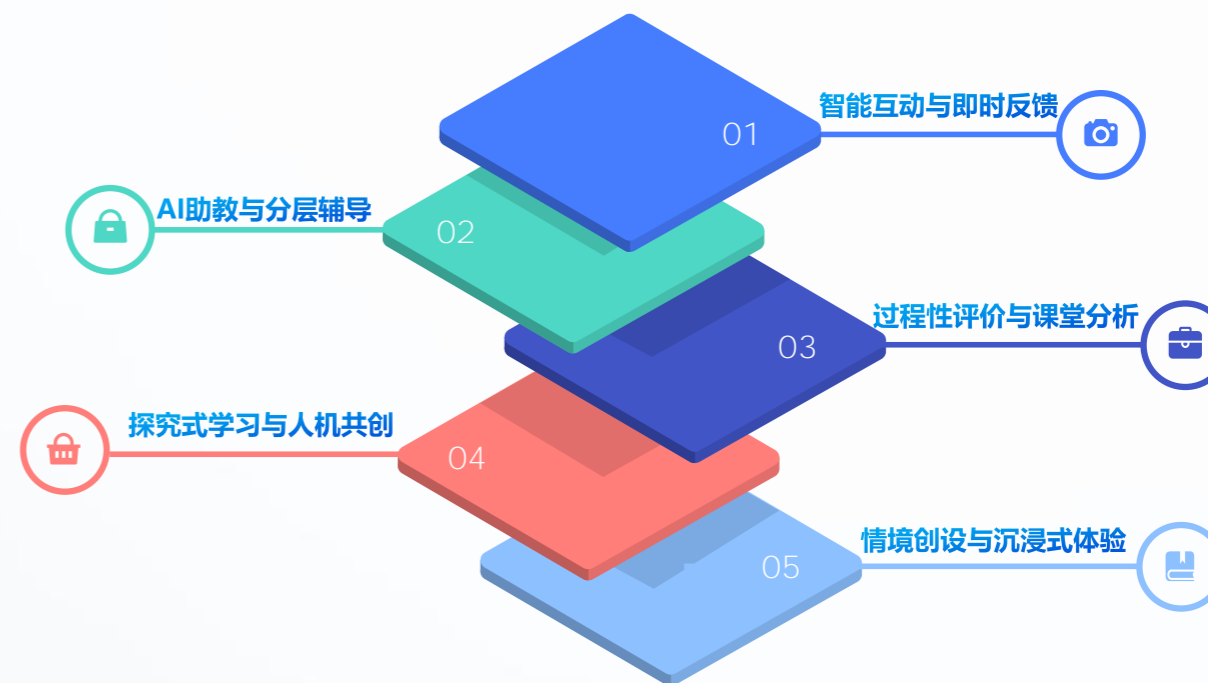 01
智能互动与即时反馈
AI助教与分层辅导
02
03
过程性评价与课堂分析
探究式学习与人机共创
04
05
情境创设与沉浸式体验